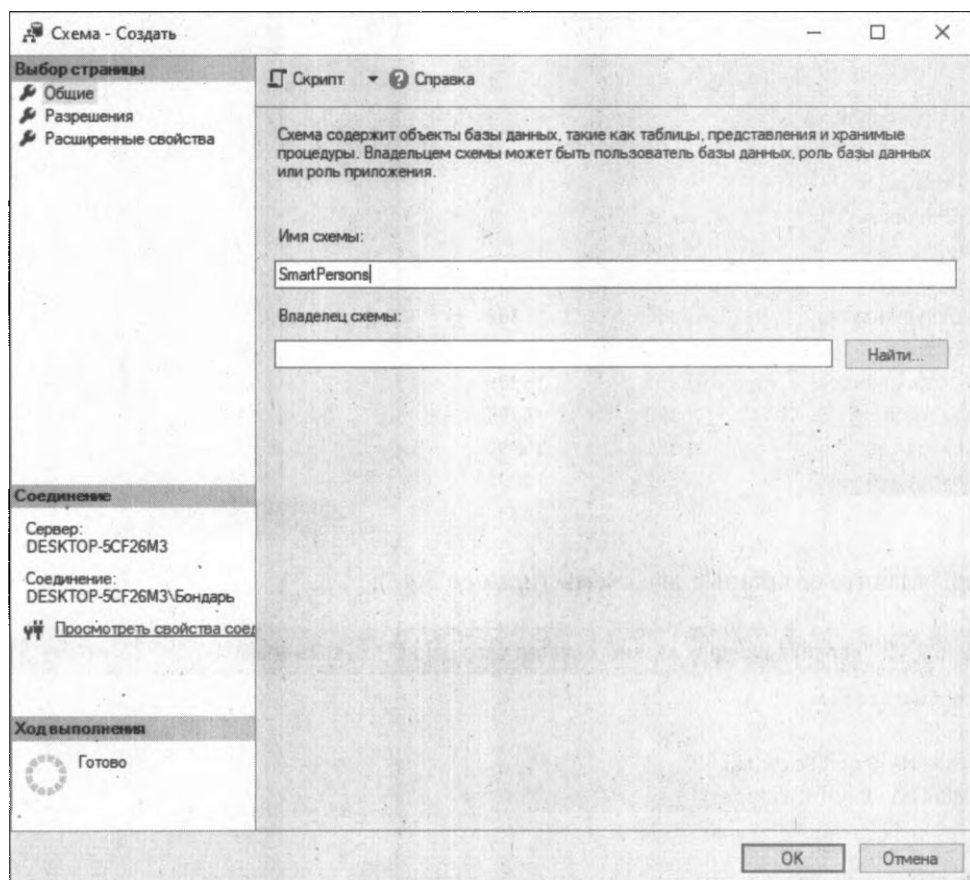 Схема - Создать
Выбор страницы
Общие
Разрешения
Расширенные свойства
Скрипт
Справка
Схема содержит объекты базы данных, такие как таблицы, представления и хранимые
процедуры. Владельцем схемы может быть пользователь базы данных, роль базы данных
или роль приложения.
Имя схемы:
SmartPersons
Владелец схемы:
Найти...
Соединение
Сервер:
DESKTOP-5CF26M3
Соединение:
DESKTOP-5CF26M3\Бондарь
Просмотреть свойства соед
Ход выполнения
Готово
OK
Отмена